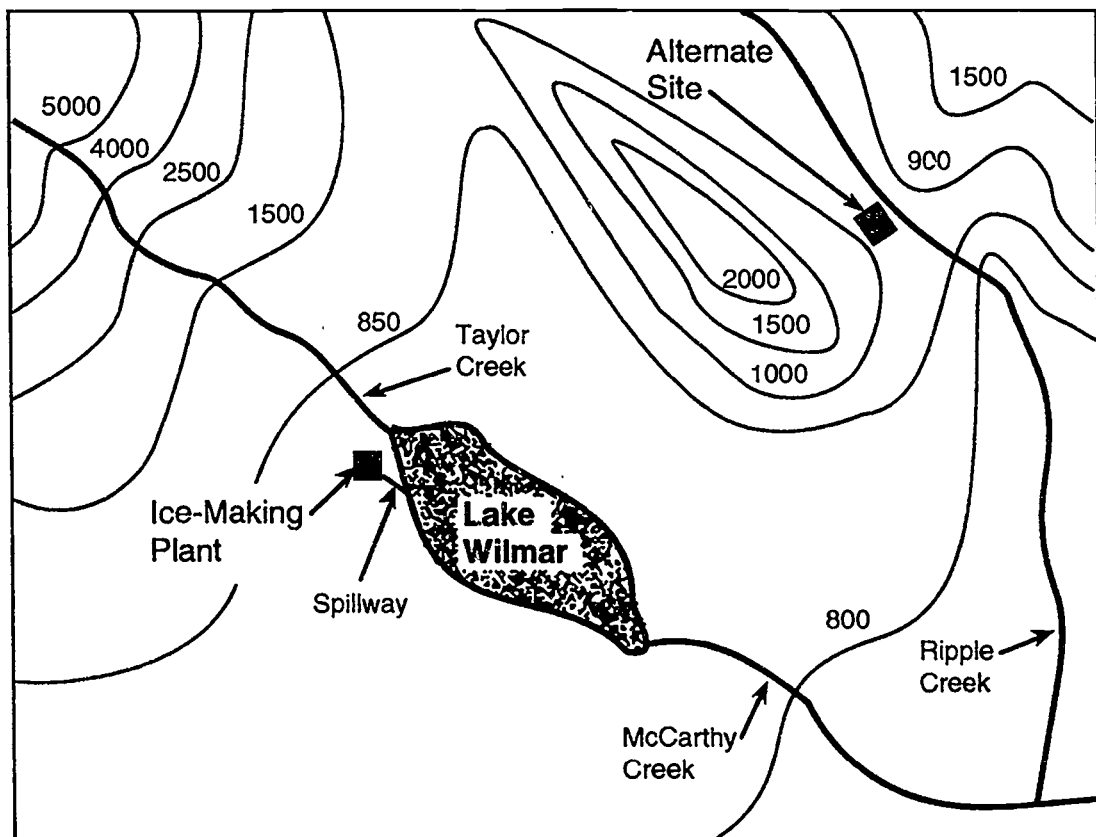 Alternate
Site
1500
5000
4000
900
2500
1500
2000
850
1500
Taylor
Creek
1000
Ice-Making
Plant
Lake
Wilmar
Spillway
800
Ripple
Creek
McCarthy
Creek